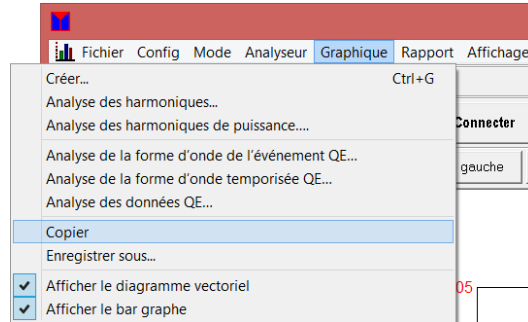 Fichier Config Mode Analyseur Graphique Rapport Affichage
Créer... Ctrl+G
Analyse des harmoniques...
Analyse des harmoniques de puissance....
Connecter
Analyse de la forme d'onde de l'événement QE...
gauche
Analyse de la forme d'onde temporisée QE...
Analyse des données QE...
Copier
Enregistrer sous...
Afficher le diagramme vectoriel
05
Afficher le bar graphe